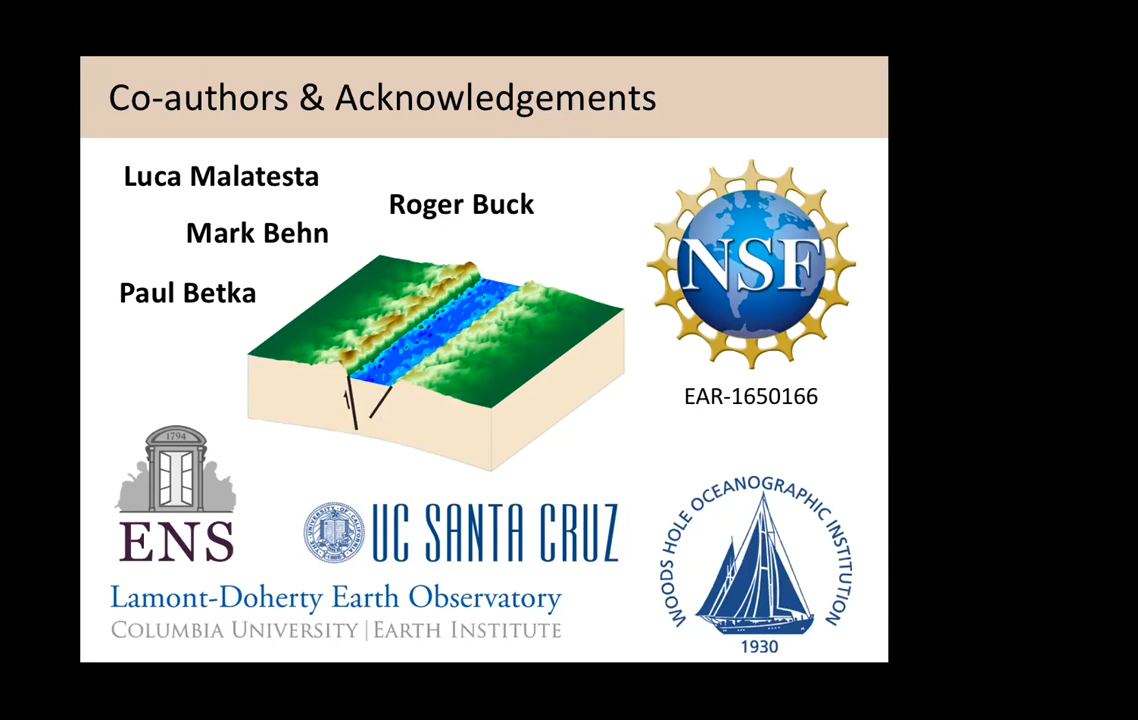 Co-authors & Acknowledgements
Luca Malatesta
Roger Buck
Mark Behn
Paul Betka
NSF
EAR-1650166
1794
ENS
UC SANTA CRUZ
Lamont-Doherty Earth Observatory
COLUMBIA UNIVERSITY | EARTH INSTITUTE
WOODS HOLE OCEANOGRAPHIC INSTITUTION
1930